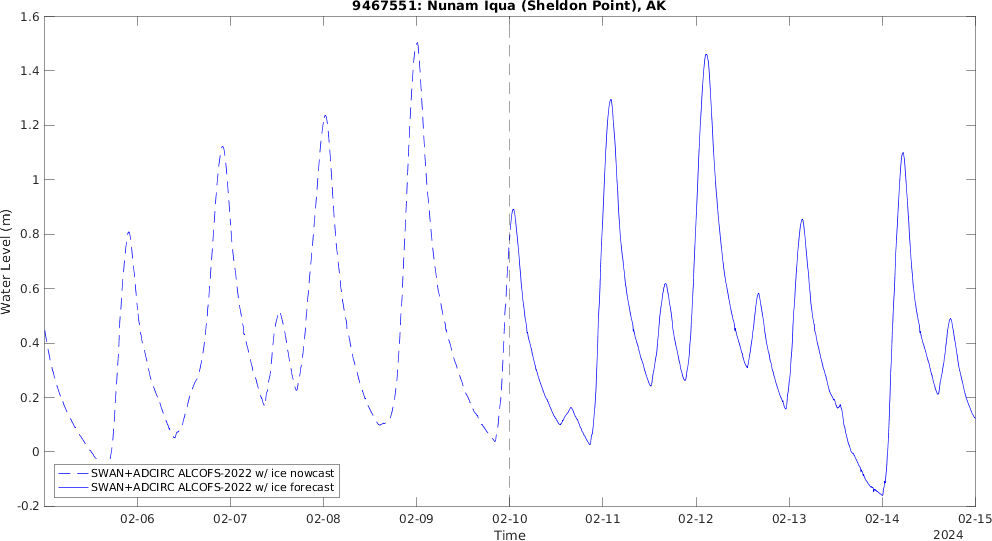 9467551: Nunam Iqua (Sheldon Point), AK
Water Level (m)
1.6
1.4
1.2
1
0.8
0.6
0.4
0.2
0
-0.2
SWAN+ADCIRC ALCOFS-2022 w/ ice nowcast
SWAN+ADCIRC ALCOFS-2022 w/ ice forecast
02-06 02-07 02-08 02-09 02-10 02-11 02-12 02-13 02-14 02-15
Time
2024